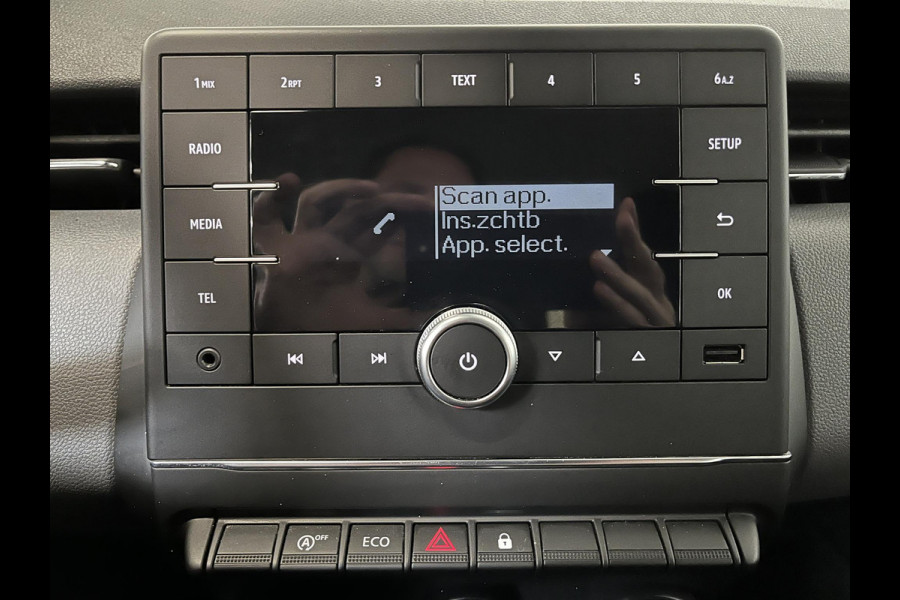 1MIX 2RPT 3 TEXT 4 5 6A..Z
RADIO
SETUP
Scan app.
MEDIA
Ins.zchtb
App. select.
TEL
OK
OFF
A
ECO